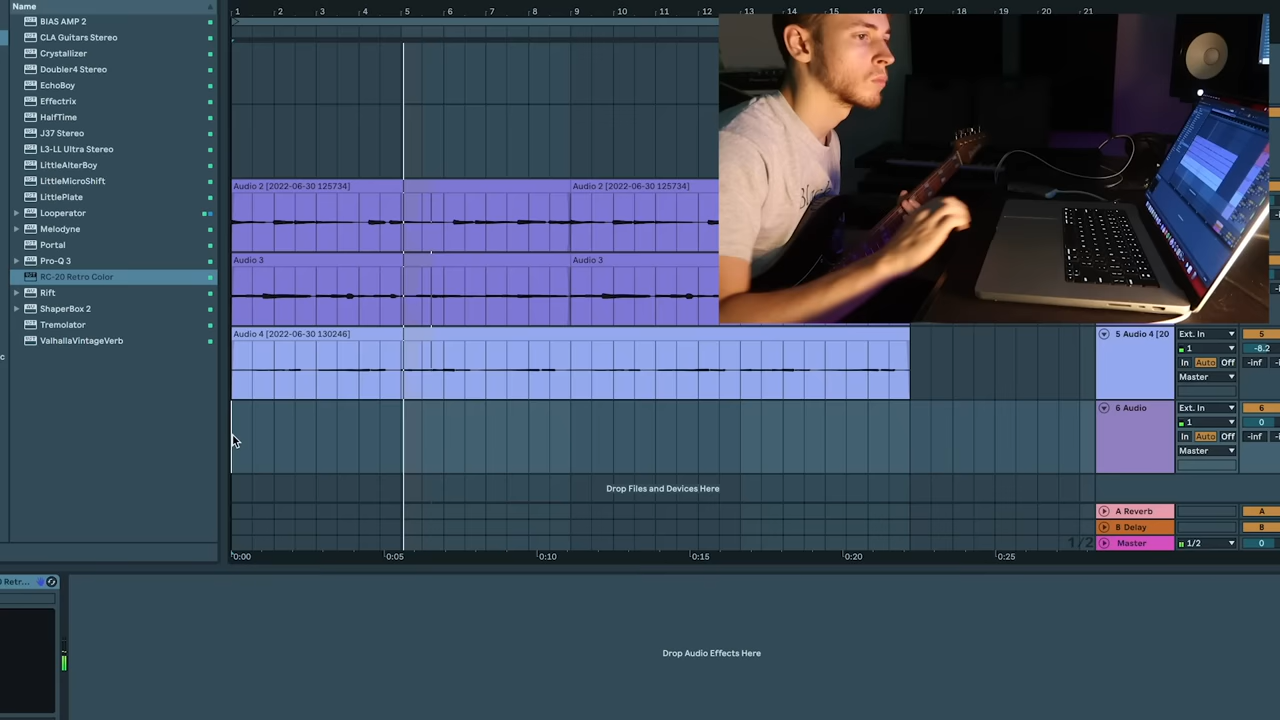 Name
BIAS AMP 2
CLA Guitars Stereo
Crystallizer
Doubler4 Stereo
EchoBoy
Effectrix
HalfTime
J37 Stereo
L3-LL Ultra Stereo
LittleAlterBoy
LittleMicroShift
LittlePlate
Looperator
Melodyne
Portal
Pro-Q 3
RC-20 Retro Color
Rift
ShaperBox 2
Tremolator
ValhallaVintageVerb
c
1 2 3 4 5 6 7 8 9 10 11 12 13 14 15 16 17 18 19 20 21
Audio 2 [2022-06-30 125734] Audio 2 [2022-06-30 125734]
Audio 3 Audio 3
Audio 4 [2022-06-30 130246]
5 Audio 4 [20 Ext. In 5
1 -8.2
In Auto Off -inf
Master
6 Audio Ext. In 6
1 0
In Auto Off -inf
Master
Drop Files and Devices Here
A Reverb A
B Delay B
1/2 Master 1/2 0
0:00 0:05 0:10 0:15 0:20 0:25
0 Retr...
Drop Audio Effects Here